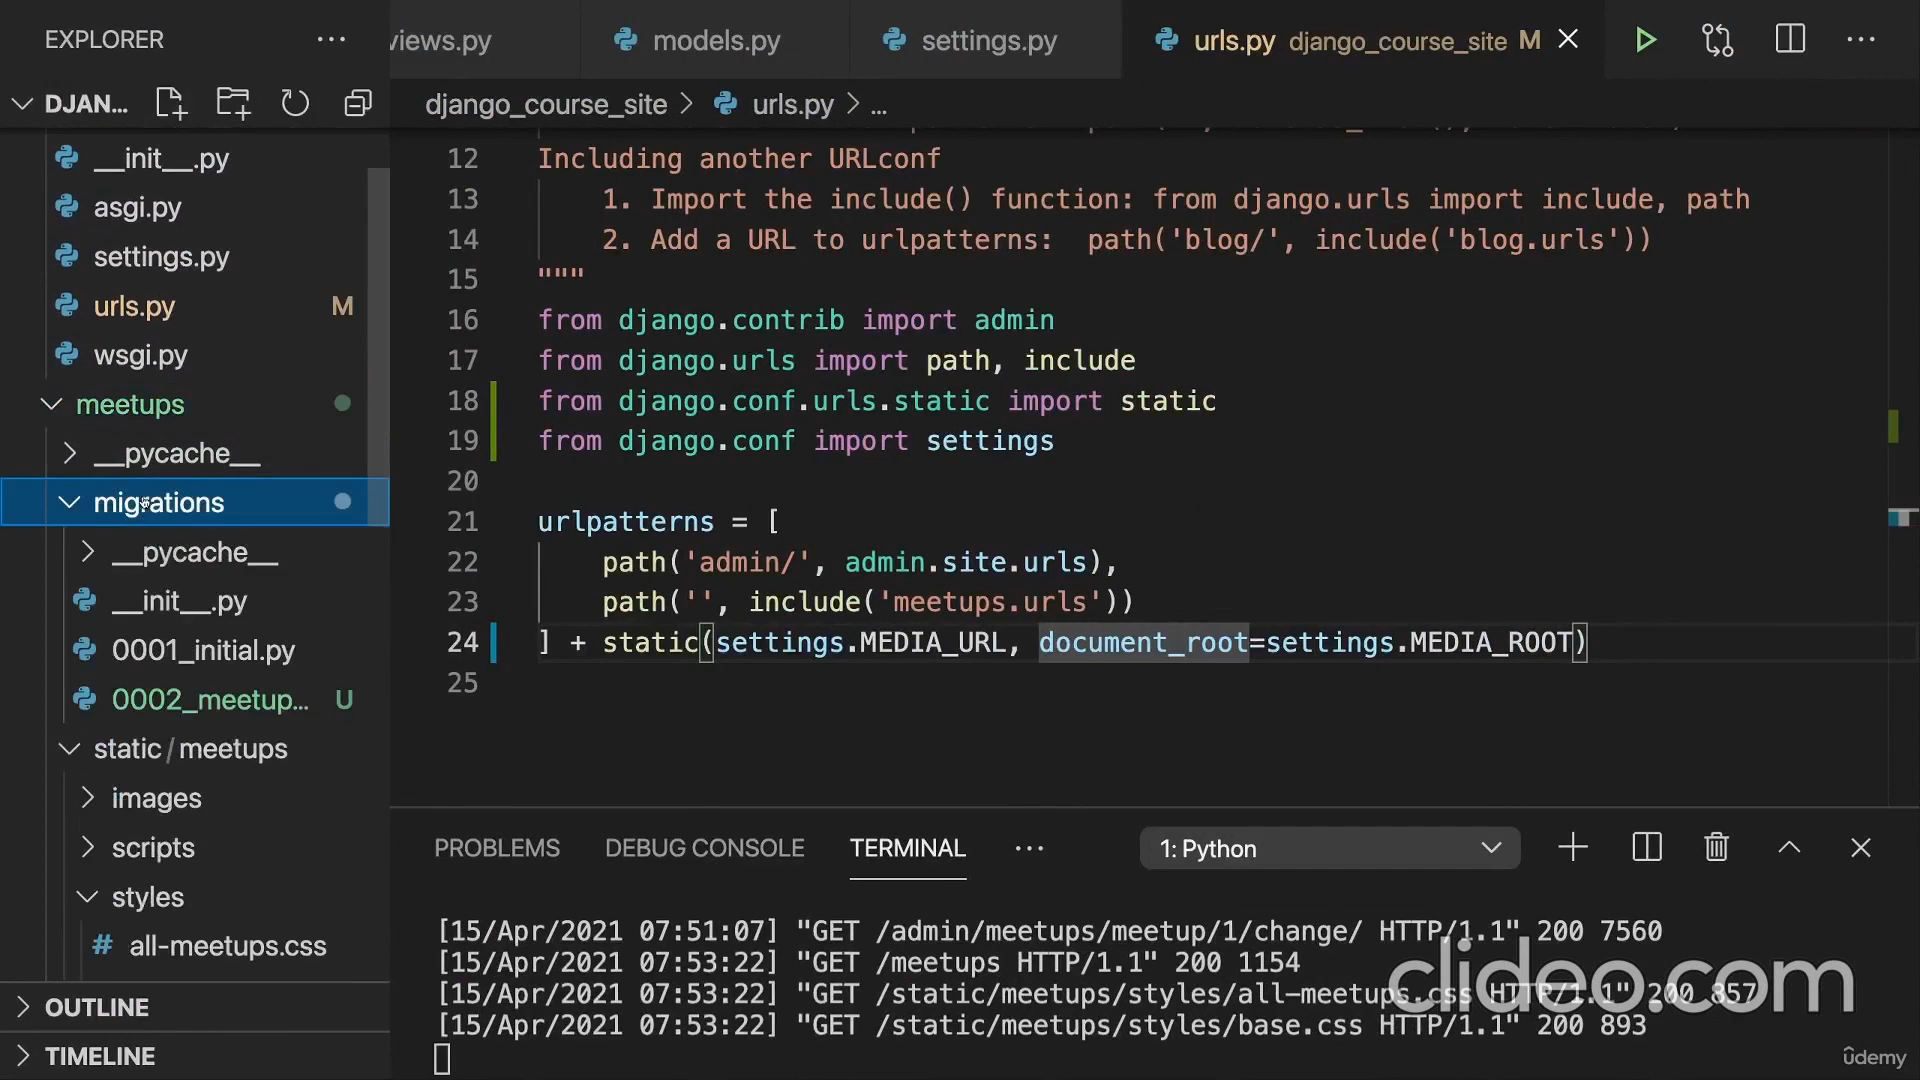 EXPLORER
views.py
models.py
settings.py
urls.py django_course_site M
DJAN...
django_course_site > urls.py > ...
__init__.py
asgi.py
settings.py
urls.py M
wsgi.py
meetups
__pycache__
migrations
__pycache__
__init__.py
0001_initial.py
0002_meetup... U
static/meetups
images
scripts
styles
# all-meetups.css
OUTLINE
TIMELINE
12 Including another URLconf
13 1. Import the include() function: from django.urls import include, path
14 2. Add a URL to urlpatterns: path('blog/', include('blog.urls'))
15 """
16 from django.contrib import admin
17 from django.urls import path, include
18 from django.conf.urls.static import static
19 from django.conf import settings
20
21 urlpatterns = [
22 path('admin/', admin.site.urls),
23 path('', include('meetups.urls'))
24 ] + static(settings.MEDIA_URL, document_root=settings.MEDIA_ROOT)
25
PROBLEMS DEBUG CONSOLE TERMINAL ... 1: Python
[15/Apr/2021 07:51:07] "GET /admin/meetups/meetup/1/change/ HTTP/1.1" 200 7560
[15/Apr/2021 07:53:22] "GET /meetups HTTP/1.1" 200 1154
[15/Apr/2021 07:53:22] "GET /static/meetups/styles/all-meetups.css HTTP/1.1" 200 857
[15/Apr/2021 07:53:22] "GET /static/meetups/styles/base.css HTTP/1.1" 200 893
clideo.com
ûdemy